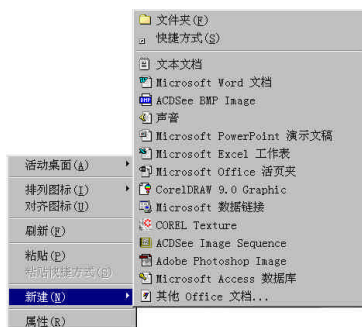 文件夹(F)
快捷方式(S)
文本文档
Microsoft Word 文档
ACDSee BMP Image
声音
Microsoft PowerPoint 演示文稿
Microsoft Excel 工作表
Microsoft Office 活页夹
CorelDRAW 9.0 Graphic
Microsoft 数据链接
COREL Texture
ACDSee Image Sequence
Adobe Photoshop Image
Microsoft Access 数据库
其他 Office 文档...
活动桌面(A)
排列图标(I)
对齐图标(U)
刷新(E)
粘贴(P)
粘贴快捷方式(S)
新建(N)
属性(R)